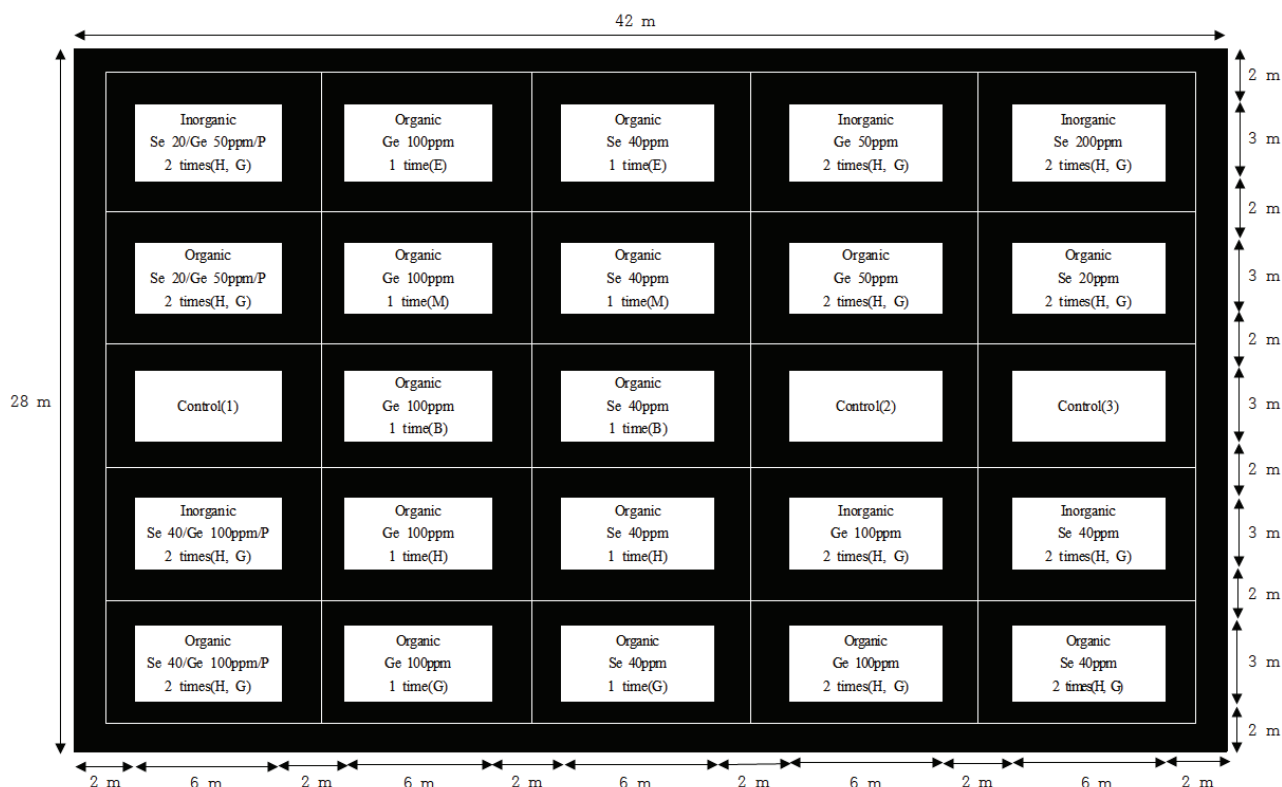 42 m
2 m
Inorganic
Se 20/Ge 50ppm/P
2 times(H, G)
Organic
Ge 100ppm
1 time(E)
Organic
Se 40ppm
1 time(E)
Inorganic
Ge 50ppm
2 times(H, G)
Inorganic
Se 200ppm
2 times(H, G)
3 m
2 m
Organic
Se 20/Ge 50ppm/P
2 times(H, G)
Organic
Ge 100ppm
1 time(M)
Organic
Se 40ppm
1 time(M)
Organic
Ge 50ppm
2 times(H, G)
Organic
Se 20ppm
2 times(H, G)
3 m
2 m
28 m
Control(1)
Organic
Ge 100ppm
1 time(B)
Organic
Se 40ppm
1 time(B)
Control(2)
Control(3)
3 m
2 m
Inorganic
Se 40/Ge 100ppm/P
2 times(H, G)
Organic
Ge 100ppm
1 time(H)
Organic
Se 40ppm
1 time(H)
Inorganic
Ge 100ppm
2 times(H, G)
Inorganic
Se 40ppm
2 times(H, G)
3 m
2 m
Organic
Se 40/Ge 100ppm/P
2 times(H, G)
Organic
Ge 100ppm
1 time(G)
Organic
Se 40ppm
1 time(G)
Organic
Ge 100ppm
2 times(H, G)
Organic
Se 40ppm
2 times(H, G)
3 m
2 m
2 m
6 m
2 m
6 m
2 m
6 m
2 m
6 m
2 m
6 m
2 m